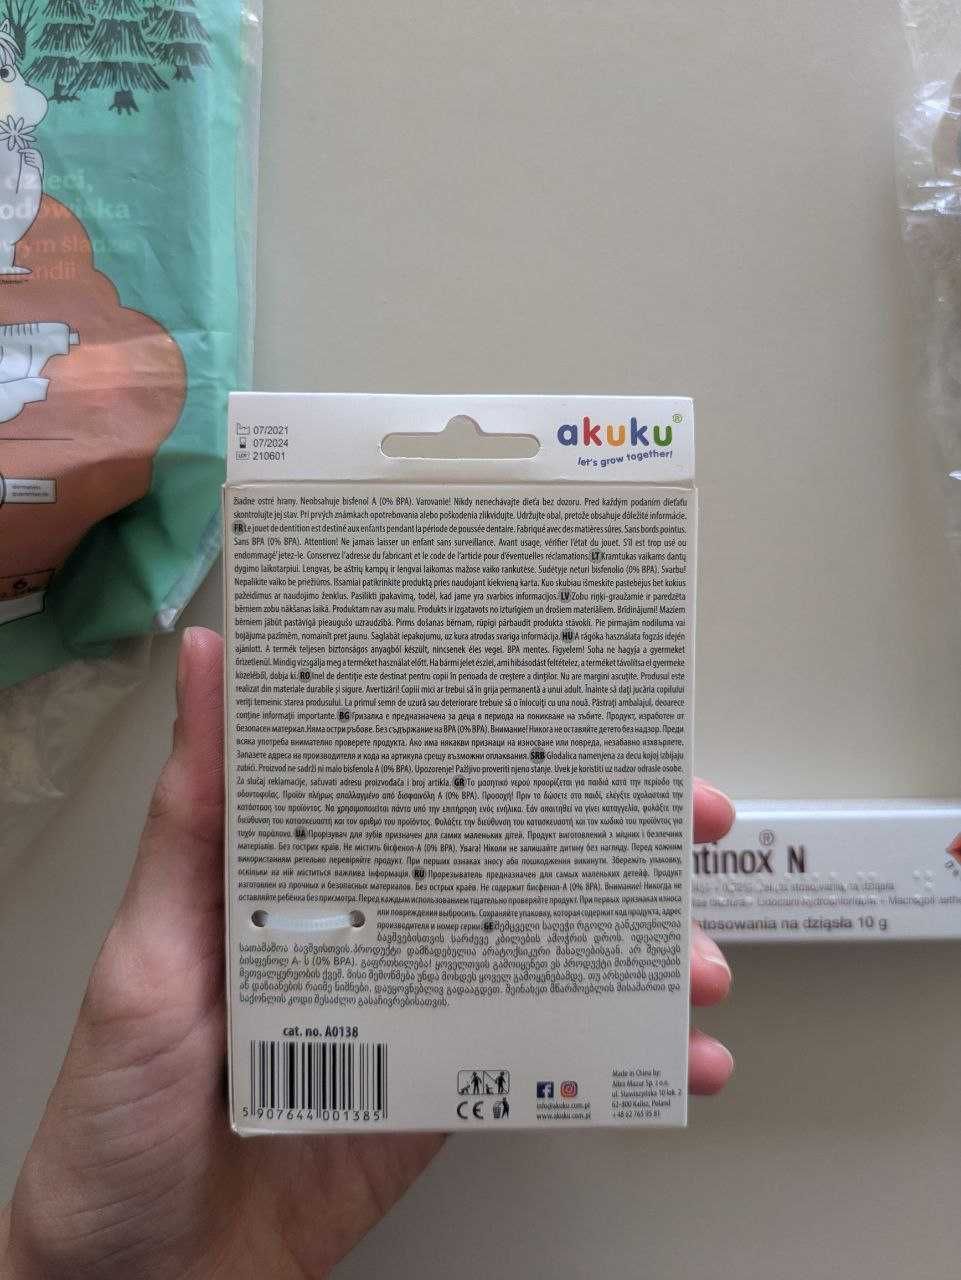 dzieci,
07/2021
07/2024
LOT 210601
akuku®
let's grow together!
žiadne ostré hrany. Neobsahuje bisfenol A (0% BPA). Varovanie! Nikdy nenechávajte dieťa bez dozoru. Pred každým podaním dieťaťu
skontrolujte jej stav. Pri prvých známkach opotrebovania alebo poškodenia zlikvidujte. Udržujte obal, pretože obsahuje dôležité informácie.
FR Le jouet de dentition est destiné aux enfants pendant la période de poussée dentaire. Fabriqué avec des matières sûres. Sans bords pointus.
Sans BPA (0% BPA). Attention! Ne jamais laisser un enfant sans surveillance. Avant usage, vérifier l'état du jouet. S'il est trop usé ou
endommagé' jetez-le. Conservez l'adresse du fabricant et le code de l'article pour d'éventuelles réclamations. LT Kramtukas vaikams dantų
dygimo laikotarpiui. Lengvas, be aštrių kampų ir lengvai laikomas mažose vaiko rankutėse. Sudėtyje neturi bisfenolio (0% BPA). Svarbu!
Nepalikite vaiko be priežiūros. Išsamiai patikrinkite produktą prieš naudojant kiekvieną kartą. Kuo skubiau išmeskite pastebėjus bet kokius
pažeidimus ar naudojimo ženklus. Pasilikti įpakavimą, todėl, kad jame yra svarbios informacijos. LV Zobu riņķi-graužamie ir paredzēta
bērniem zobu nākšanas laikā. Produktam nav asu malu. Produkts ir izgatavots no izturīgiem un drošiem materiāliem. Brīdinājumi! Maziem
bērniem jābūt pastāvīgā pieaugušo uzraudzībā. Pirms došanas bērnam, rūpīgi pārbaudīt produkta stāvokli. Pie pirmajām nodiluma vai
bojājuma pazīmēm, nomainīt pret jaunu. Saglabāt iepakojumu, uz kura atrodas svarīga informācija. HU A rágóka használata fogzás idején
ajánlott. A termék teljesen biztonságos anyagból készült, nincsenek éles vegei. BPA mentes. Figyelem! Soha ne hagyja a gyermeket
őrizetlenül. Mindig vizsgálja meg a terméket használat előtt. Ha bármi jelet észlel, ami hibásodást feltételez, a terméket távolítsa el gyermeke
közeléből, dobja ki. RO Inel de dentiție este destinat pentru copii în perioada de creștere a dinților. Nu are margini ascuțite. Produsul este
realizat din materiale durabile și sigure. Avertizări! Copiii mici ar trebui să în grija permanentă a unui adult. Înainte să dați jucăria copilului
veriți temeinic starea produsului. La primul semn de uzură sau deteriorare trebuie să o înlocuiți cu una nouă. Păstrați ambalajul, deoarece
conține informații importante. BG Гризалка е предназначена за деца в периода на поникване на зъбите. Продукт, изработен от
безопасен материал. Няма остри ръбове. Без съдържание на BPA (0% BPA). Внимание! Никога не оставяйте детето без надзор. Преди
всяка употреба внимателно проверете продукта. Ако има някакви признаци на износване или повреда, незабавно изхвърлете.
Запазете адреса на производителя и кода на артикула срещу възможни оплаквания. SRB Glodalica namenjena za decu kojoj izbijaju
zubići. Proizvod ne sadrži ni malo bisfenola A (0% BPA). Upozorenje! Pažljivo proveriti njeno stanje. Uvek je koristiti uz nadzor odrasle osobe.
Za slučaj reklamacije, sačuvati adresu proizvođača i broj artikla. GR Το μασητικό νερού προορίζεται για παιδιά κατά την περίοδο της
οδοντοφυΐας. Προϊόν πλήρως απαλλαγμένο από δισφαινόλη Α (0% BPA). Προσοχή! Πριν το δώσετε στο παιδί, ελέγξτε σχολαστικά την
κατάσταση του προϊόντος. Να χρησιμοποιείται πάντα υπό την επιτήρηση ενός ενήλικα. Εάν απαιτηθεί να γίνει καταγγελία, φυλάξτε την
διεύθυνση του κατασκευαστή και τον αριθμό του προϊόντος. Φυλάξτε την διεύθυνση του κατασκευαστή και τον κωδικό του προϊόντος για
τυχόν παράπονα. UA Прорізувач для зубів призначен для самих маленьких дітей. Продукт виготовлений з міцних і безпечних
матеріалів. Без гострих країв. Не містить бісфенол-А (0% BPA). Увага! Ніколи не залишайте дитину без нагляду. Перед кожним
використанням ретельно перевіряйте продукт. При перших ознаках зносу або пошкодження викинути. Збережіть упаковку,
оскільки на ній міститься важлива інформація. RU Прорезыватель предназначен для самых маленьких детейф. Продукт
изготовлен из прочных и безопасных материалов. Без острых краев. Не содержит бисфенол-А (0% BPA). Внимание! Никогда не
оставляйте ребёнка без присмотра. Перед каждым использованием тщательно проверяйте продукт. При первых признаках износа
или повреждения выбросить. Сохраняйте упаковку, которая содержит код продукта, адрес
производителя и номер серии. GE
(0% BPA).
cat. no. A0138
5 907644 001385
info@akuku.com.pl
www.akuku.com.pl
Made in China by:
Mazur Sp. z o.o.
ul. Stawiszyńska 10 lok. 2
62-800 Kalisz, Poland
+48 62 765 95 81
ntinox® N
stosowania na dziąsła 10 g